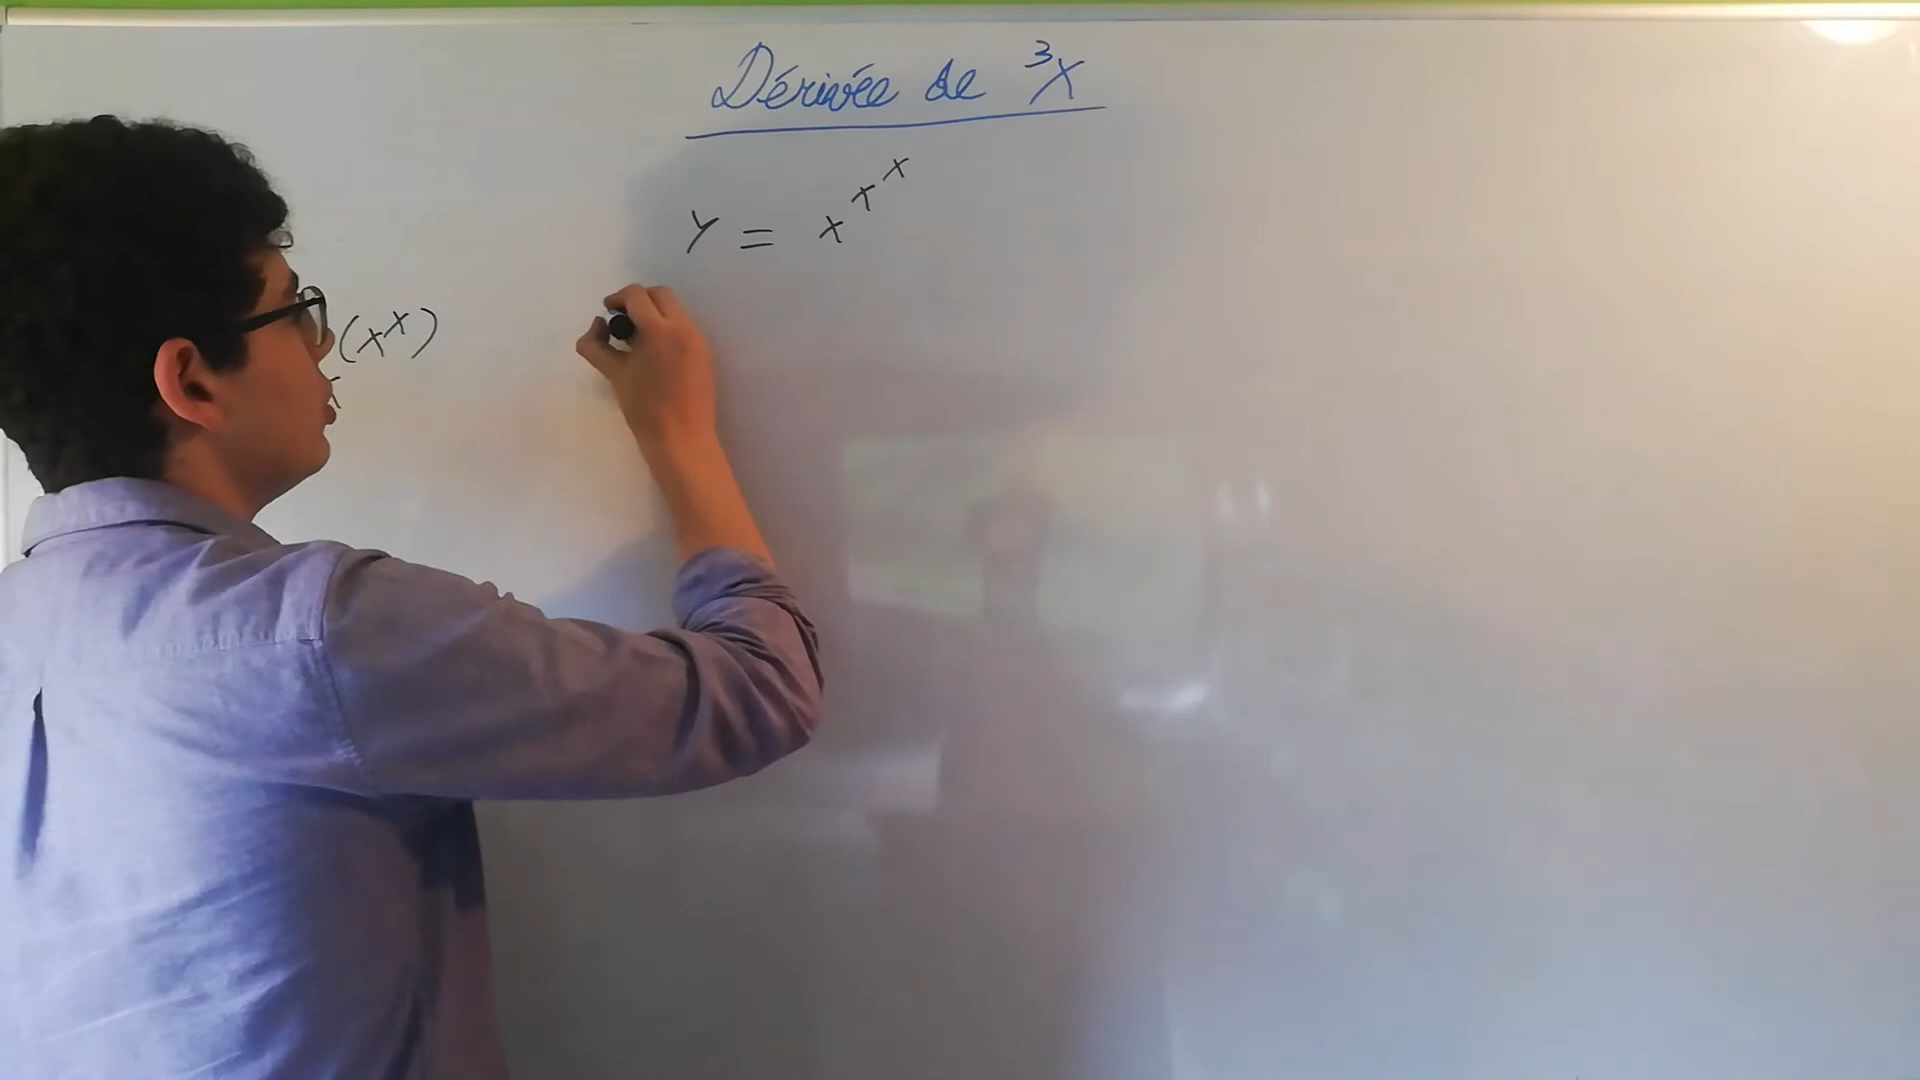 Dérivée de ³X
y = x^x^x
(x^x)